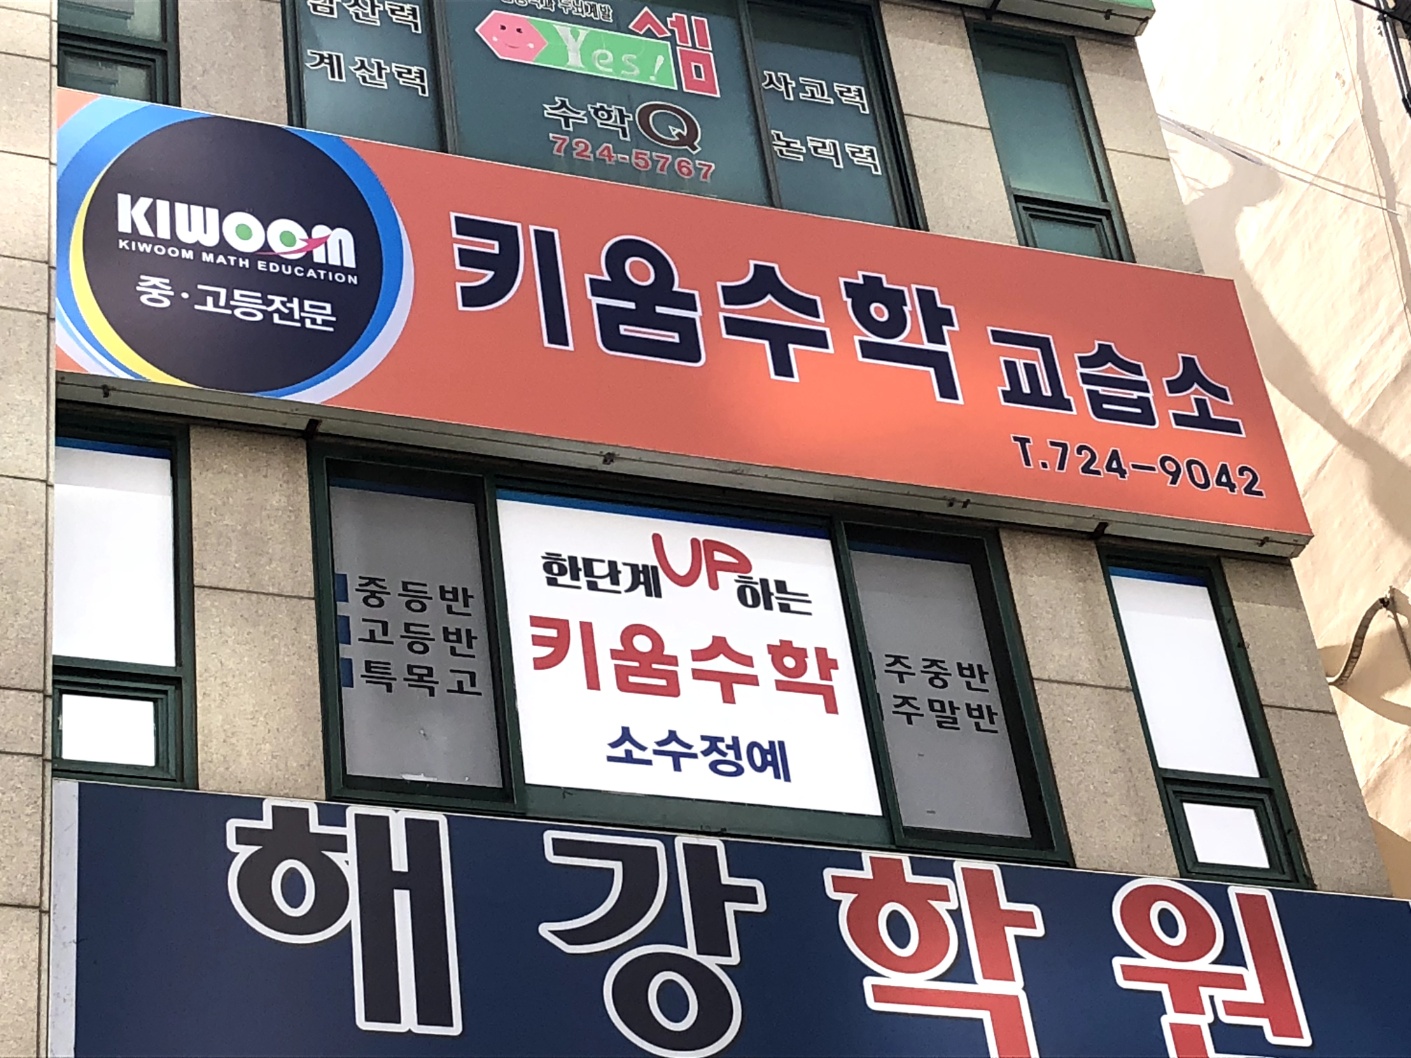 계산력
Yes! 셈
수학Q
724-5767
사고력
논리력
KIWOOM
KIWOOM MATH EDUCATION
중·고등전문
키움수학 교습소
T.724-9042
중등반
고등반
특목고
한단계UP하는
키움수학
소수정예
주중반
주말반
해강학원